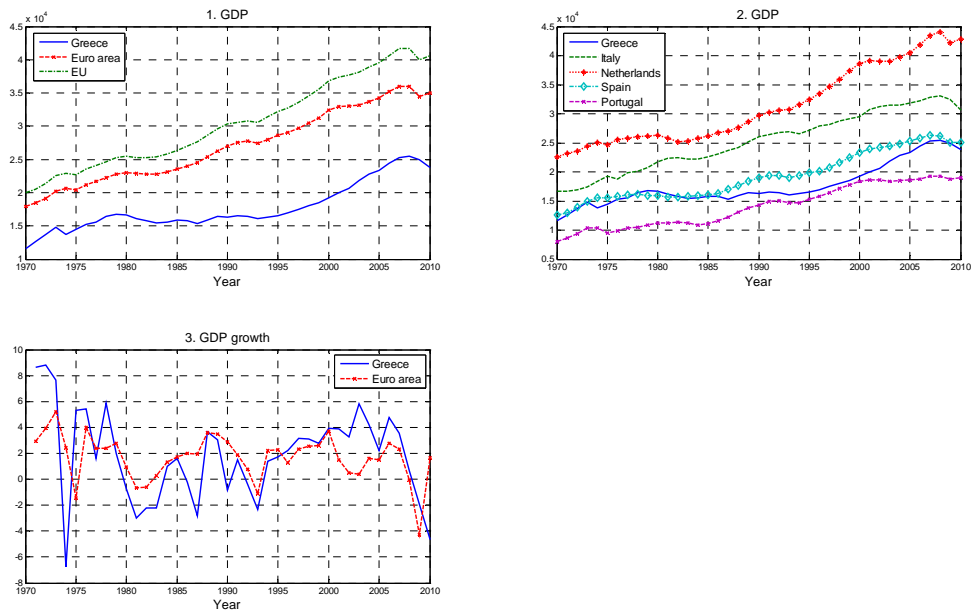 1. GDP
x 10⁴
4.5
4
3.5
3
2.5
2
1.5
1
1970 1975 1980 1985 1990 1995 2000 2005 2010
Year
Greece
Euro area
EU
2. GDP
x 10⁴
4.5
4
3.5
3
2.5
2
1.5
1
0.5
1970 1975 1980 1985 1990 1995 2000 2005 2010
Year
Greece
Italy
Netherlands
Spain
Portugal
3. GDP growth
10
8
6
4
2
0
-2
-4
-6
-8
1970 1975 1980 1985 1990 1995 2000 2005 2010
Year
Greece
Euro area